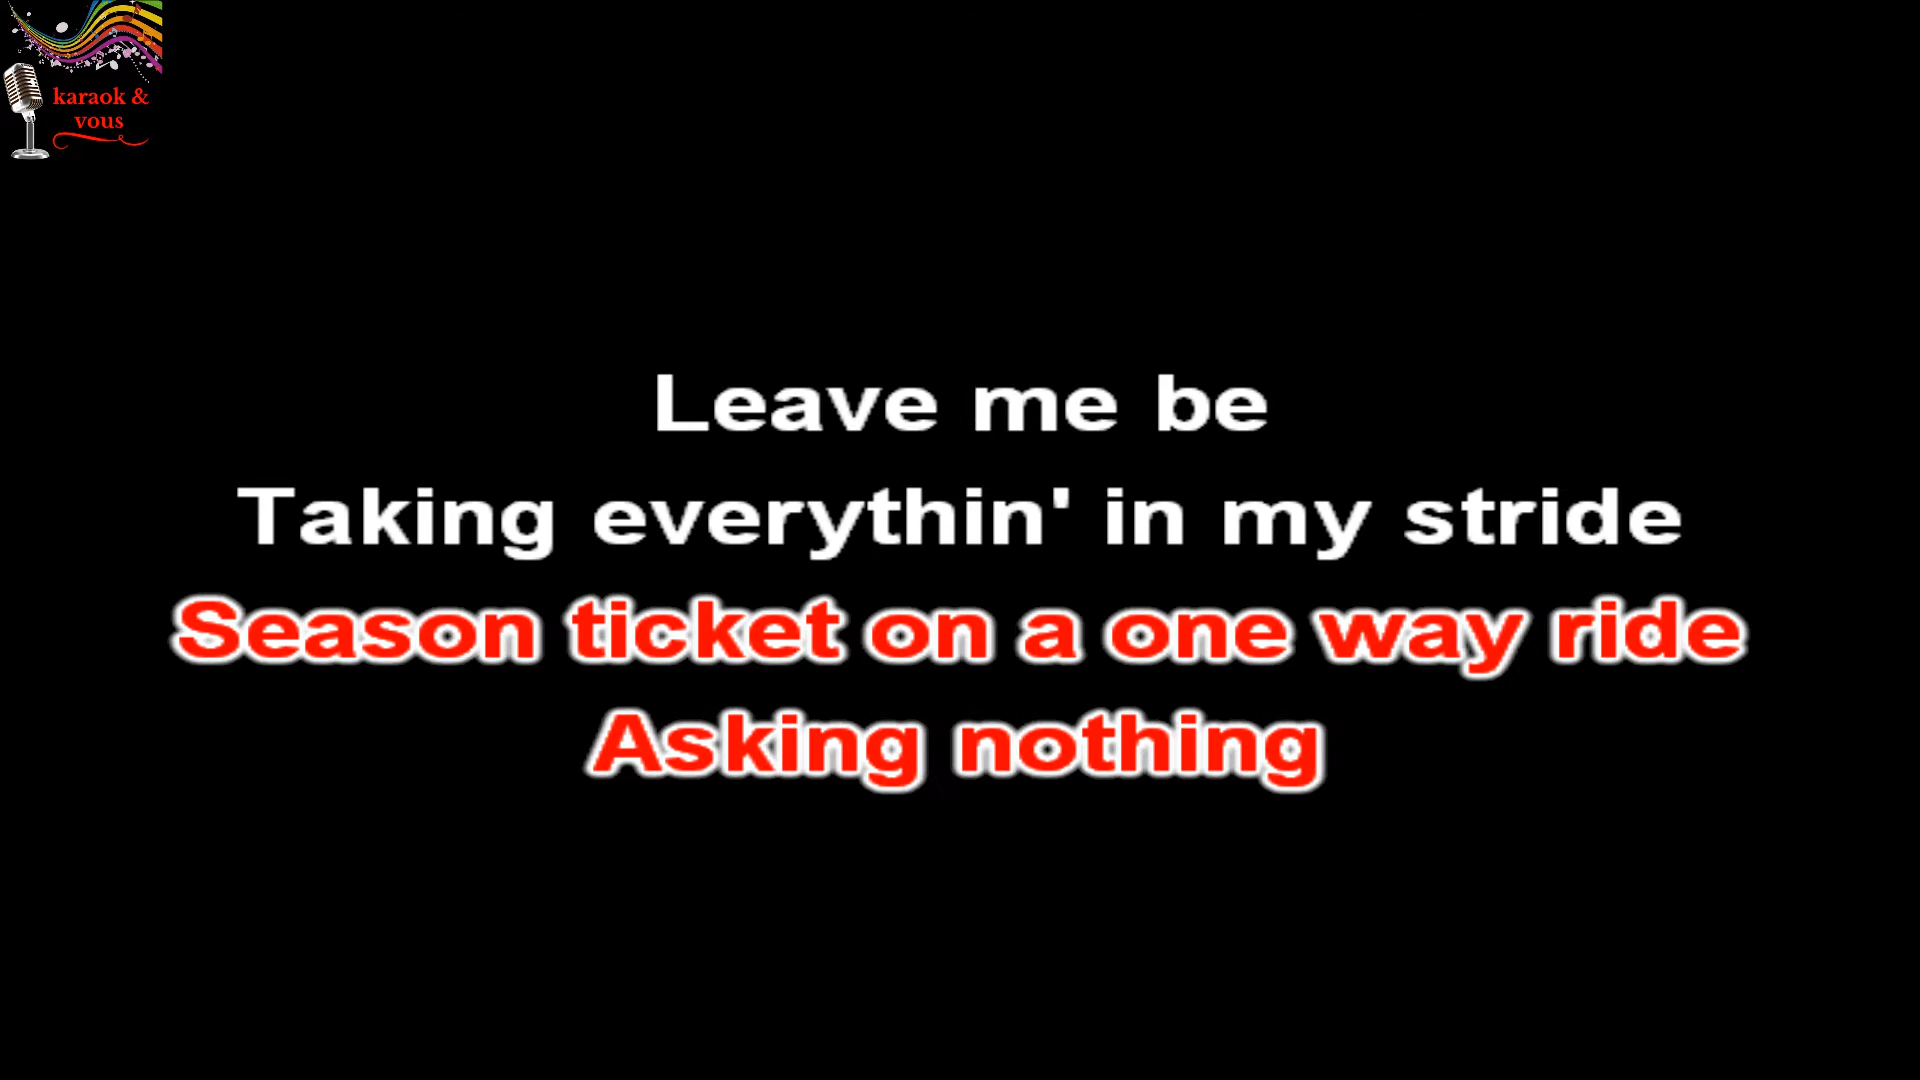 karaok &
vous
Leave me be
Taking everythin' in my stride
Season ticket on a one way ride
Asking nothing